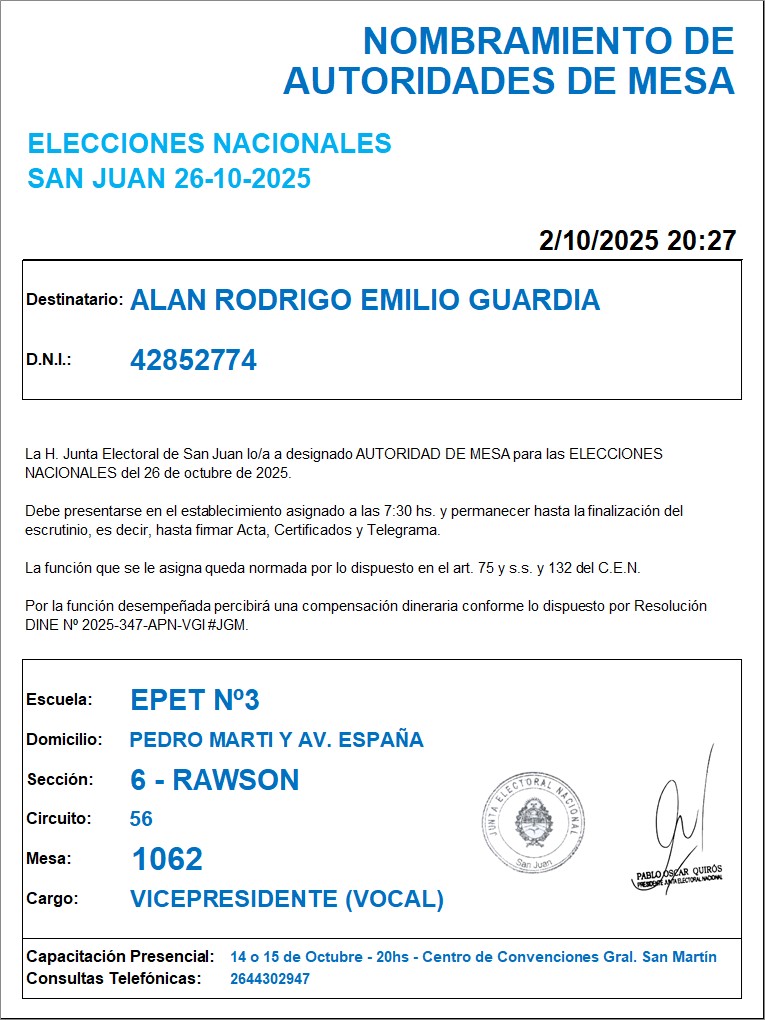 NOMBRAMIENTO DE
AUTORIDADES DE MESA
ELECCIONES NACIONALES
SAN JUAN 26-10-2025
2/10/2025 20:27
Destinatario: ALAN RODRIGO EMILIO GUARDIA
D.N.I.: 42852774
La H. Junta Electoral de San Juan lo/a a designado AUTORIDAD DE MESA para las ELECCIONES
NACIONALES del 26 de octubre de 2025.
Debe presentarse en el establecimiento asignado a las 7:30 hs. y permanecer hasta la finalización del
escrutinio, es decir, hasta firmar Acta, Certificados y Telegrama.
La función que se le asigna queda normada por lo dispuesto en el art. 75 y s.s. y 132 del C.E.N.
Por la función desempeñada percibirá una compensación dineraria conforme lo dispuesto por Resolución
DINE Nº 2025-347-APN-VGI#JGM.
Escuela: EPET Nº3
Domicilio: PEDRO MARTI Y AV. ESPAÑA
Sección: 6 - RAWSON
Circuito: 56
Mesa: 1062
Cargo: VICEPRESIDENTE (VOCAL)
JUNTA ELECTORAL NACIONAL
San Juan
PABLO OSCAR QUIRÓS
PRESIDENTE JUNTA ELECTORAL NACIONAL
Capacitación Presencial: 14 o 15 de Octubre - 20hs - Centro de Convenciones Gral. San Martín
Consultas Telefónicas: 2644302947